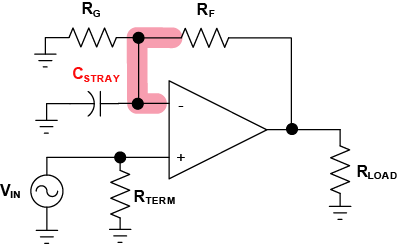 RG
RF
CSTRAY
-
+
VIN
RTERM
RLOAD